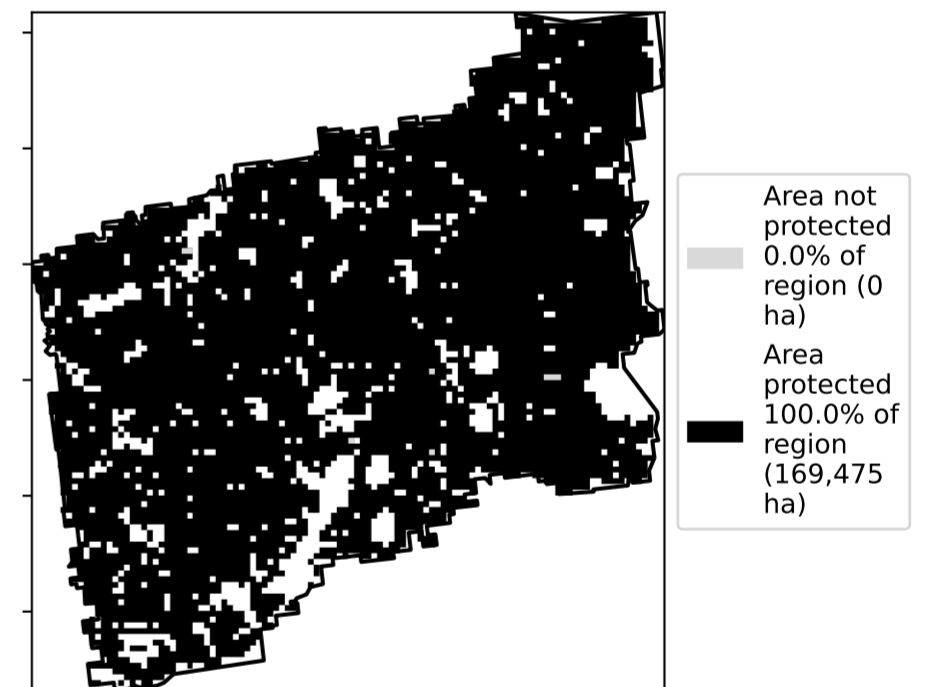 Area not
protected
0.0% of
region (0
ha)
Area
protected
100.0% of
region
(169,475
ha)